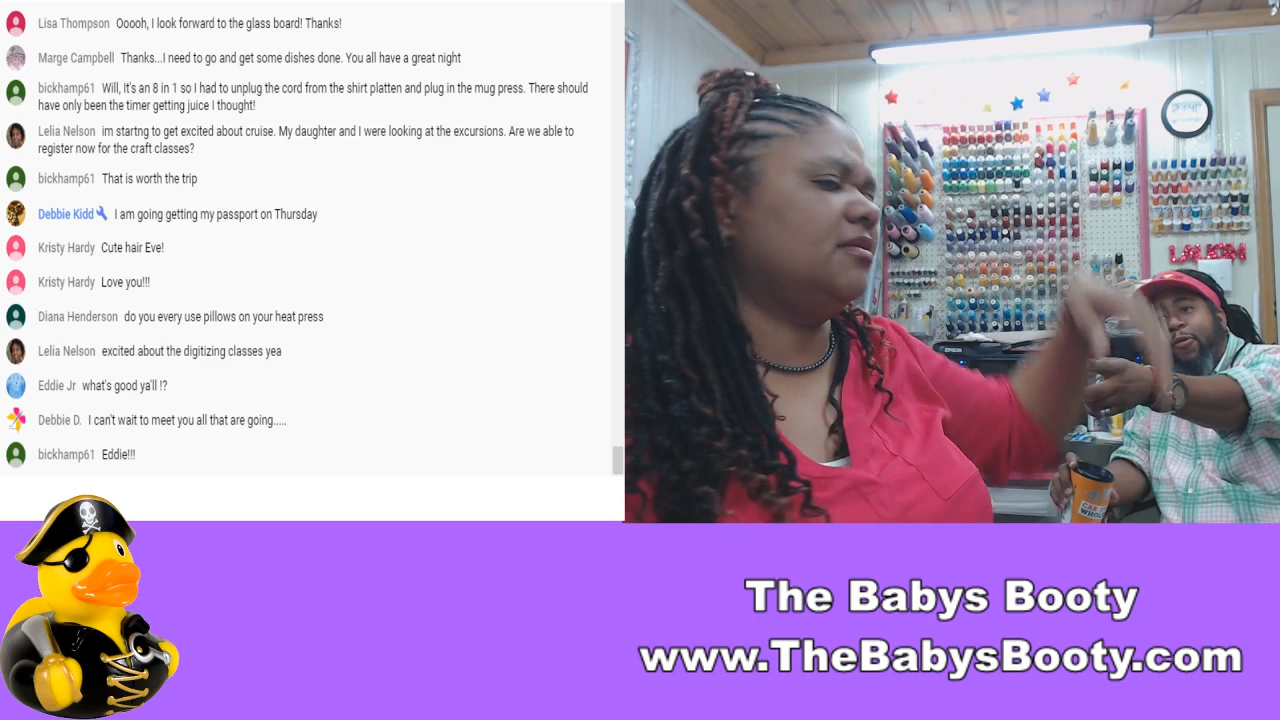 Lisa Thompson Ooooh, I look forward to the glass board! Thanks!
Marge Campbell Thanks...I need to go and get some dishes done. You all have a great night
bickhamp61 Will, It's an 8 in 1 so I had to unplug the cord from the shirt platten and plug in the mug press. There should
have only been the timer getting juice I thought!
Lelia Nelson im startng to get excited about cruise. My daughter and I were looking at the excursions. Are we able to
register now for the craft classes?
bickhamp61 That is worth the trip
Debbie Kidd I am going getting my passport on Thursday
Kristy Hardy Cute hair Eve!
Kristy Hardy Love you!!!
Diana Henderson do you every use pillows on your heat press
Lelia Nelson excited about the digitizing classes yea
Eddie Jr what's good ya'll !?
Debbie D. I can't wait to meet you all that are going.....
bickhamp61 Eddie!!!
EPSON
The Babys Booty
www.TheBabysBooty.com